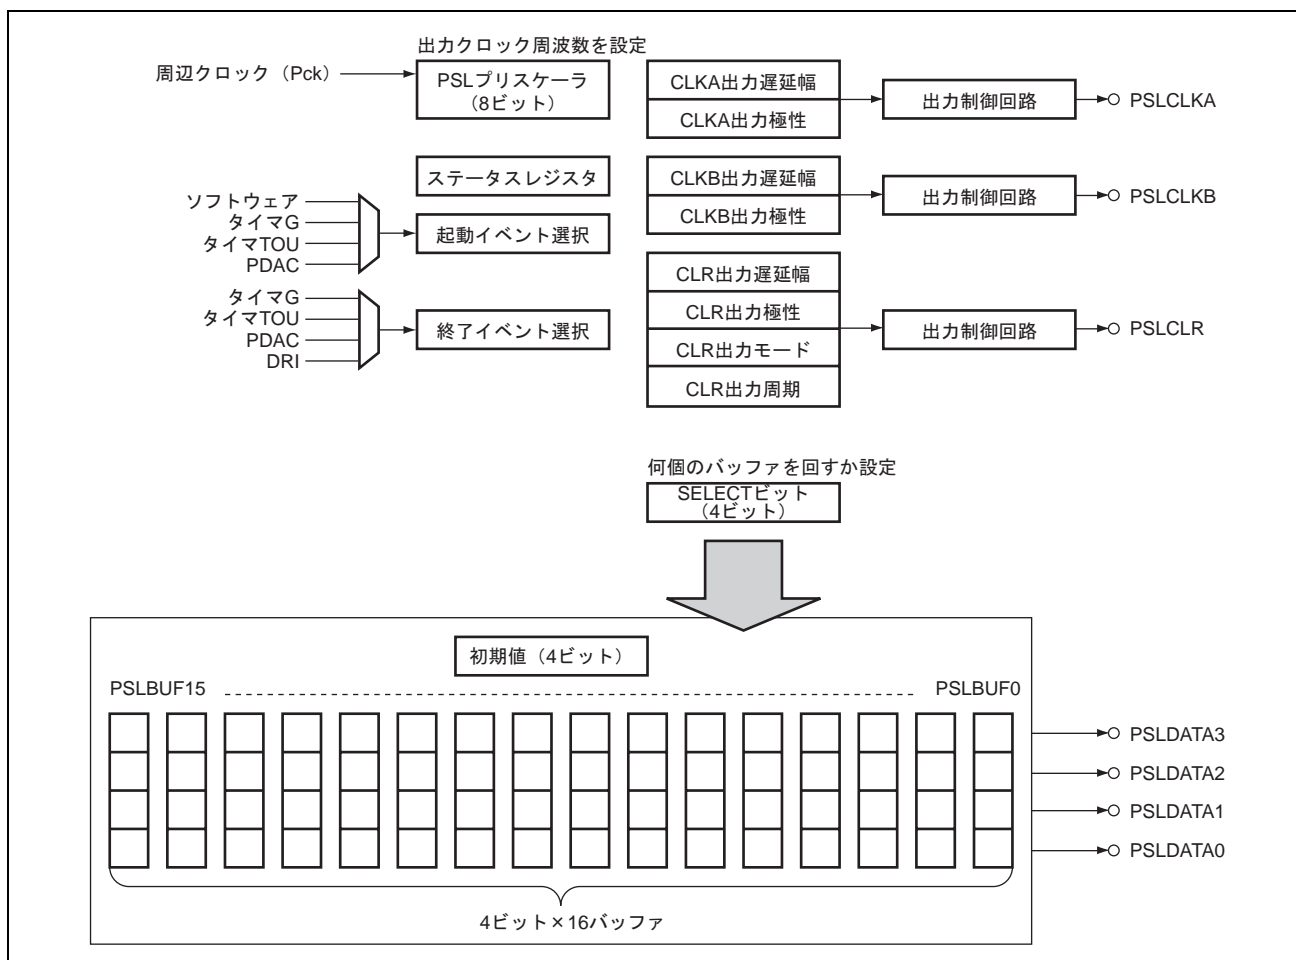 出力クロック周波数を設定
周辺クロック（Pck）
PSLプリスケーラ
（8ビット）
CLKA出力遅延幅
CLKA出力極性
出力制御回路
PSLCLKA
ステータスレジスタ
CLKB出力遅延幅
CLKB出力極性
出力制御回路
PSLCLKB
ソフトウェア
タイマG
タイマTOU
PDAC
起動イベント選択
タイマG
タイマTOU
PDAC
DRI
終了イベント選択
CLR出力遅延幅
CLR出力極性
CLR出力モード
CLR出力周期
出力制御回路
PSLCLR
何個のバッファを回すか設定
SELECTビット
（4ビット）
初期値（4ビット）
PSLBUF15
PSLBUF0
PSLDATA3
PSLDATA2
PSLDATA1
PSLDATA0
4ビット×16バッファ